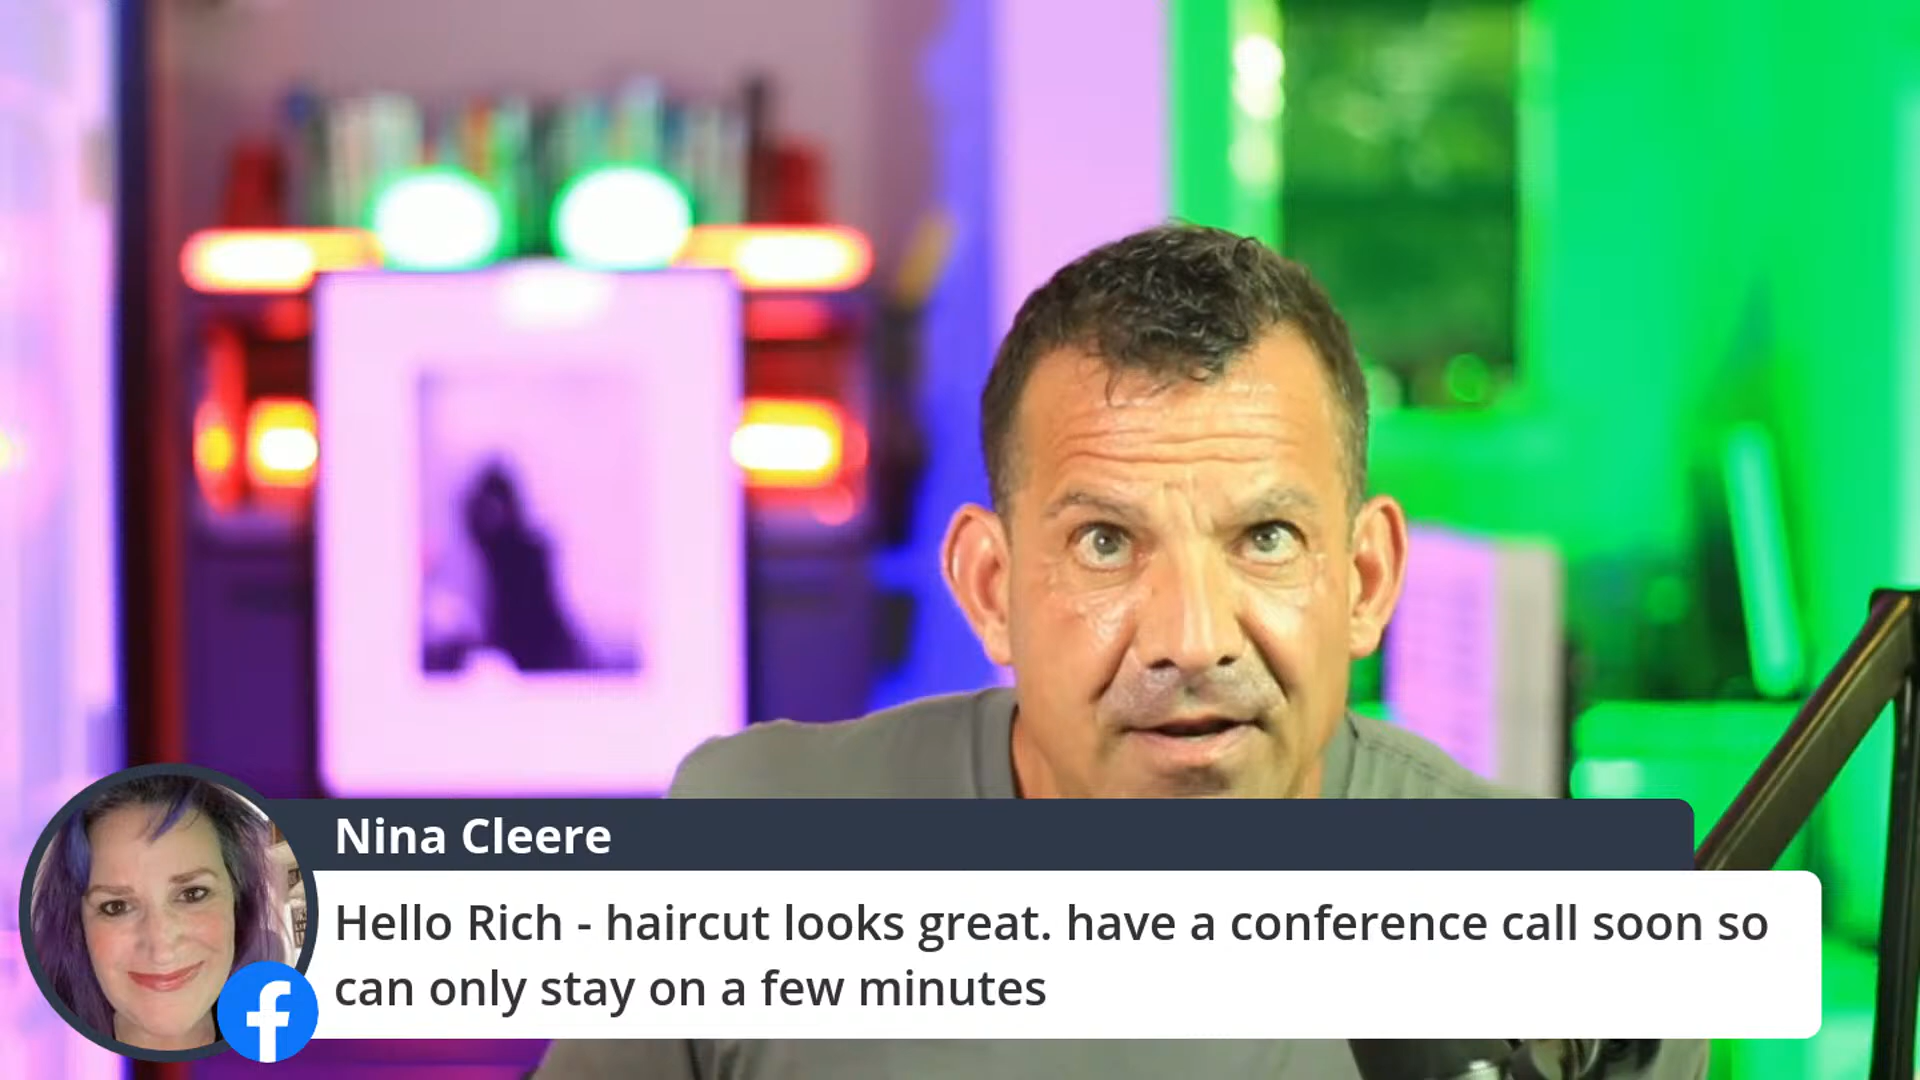 Nina Cleere
Hello Rich - haircut looks great. have a conference call soon so
can only stay on a few minutes